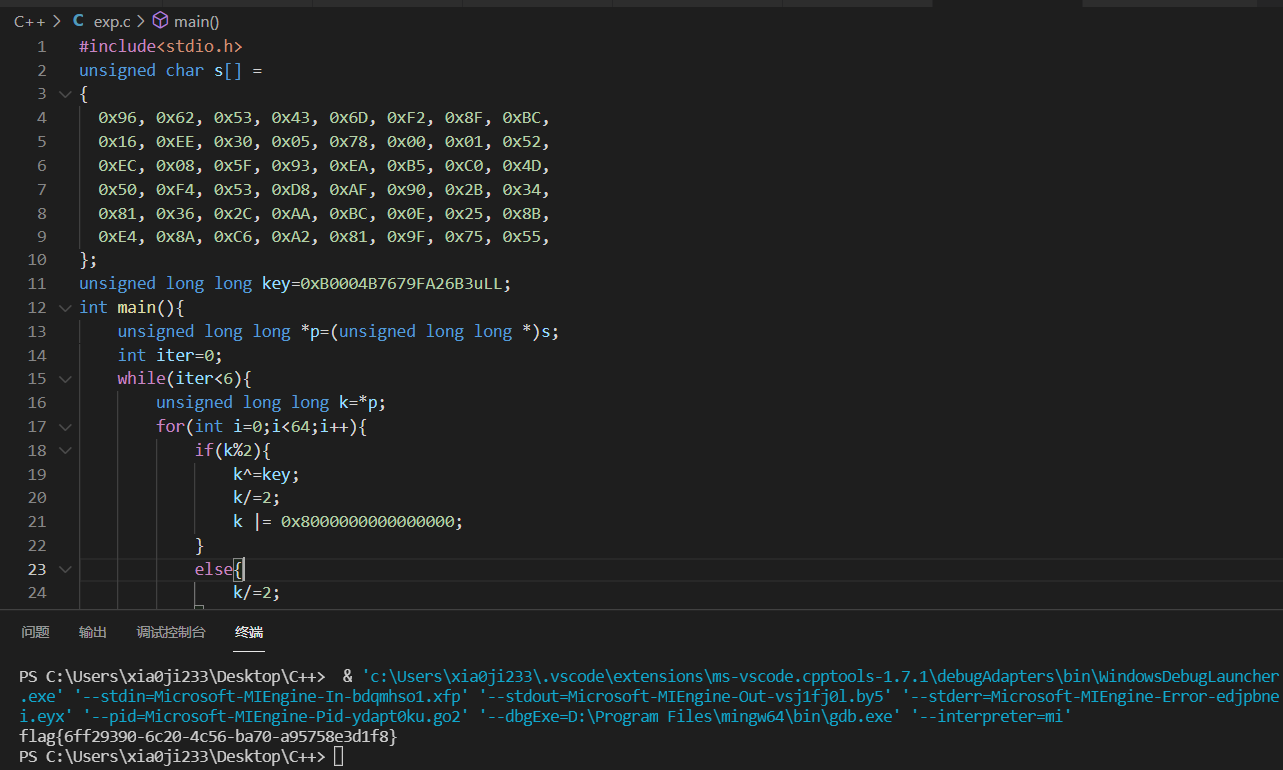 C++ > C exp.c > main()
1 #include<stdio.h>
2 unsigned char s[] =
3 {
4 0x96, 0x62, 0x53, 0x43, 0x6D, 0xF2, 0x8F, 0xBC,
5 0x16, 0xEE, 0x30, 0x05, 0x78, 0x00, 0x01, 0x52,
6 0xEC, 0x08, 0x5F, 0x93, 0xEA, 0xB5, 0xC0, 0x4D,
7 0x50, 0xF4, 0x53, 0xD8, 0xAF, 0x90, 0x2B, 0x34,
8 0x81, 0x36, 0x2C, 0xAA, 0xBC, 0x0E, 0x25, 0x8B,
9 0xE4, 0x8A, 0xC6, 0xA2, 0x81, 0x9F, 0x75, 0x55,
10 };
11 unsigned long long key=0xB0004B7679FA26B3uLL;
12 int main(){
13 unsigned long long *p=(unsigned long long *)s;
14 int iter=0;
15 while(iter<6){
16 unsigned long long k=*p;
17 for(int i=0;i<64;i++){
18 if(k%2){
19 k^=key;
20 k/=2;
21 k |= 0x8000000000000000;
22 }
23 else{
24 k/=2;
问题 输出 调试控制台 终端
PS C:\Users\xia0ji233\Desktop\C++>  & 'c:\Users\xia0ji233\.vscode\extensions\ms-vscode.cpptools-1.7.1\debugAdapters\bin\WindowsDebugLauncher
.exe' '--stdin=Microsoft-MIEngine-In-bdqmhso1.xfp' '--stdout=Microsoft-MIEngine-Out-vsj1fj0l.by5' '--stderr=Microsoft-MIEngine-Error-edjpbne
i.eyx' '--pid=Microsoft-MIEngine-Pid-ydapt0ku.go2' '--dbgExe=D:\Program Files\mingw64\bin\gdb.exe' '--interpreter=mi'
flag{6ff29390-6c20-4c56-ba70-a95758e3d1f8}
PS C:\Users\xia0ji233\Desktop\C++>